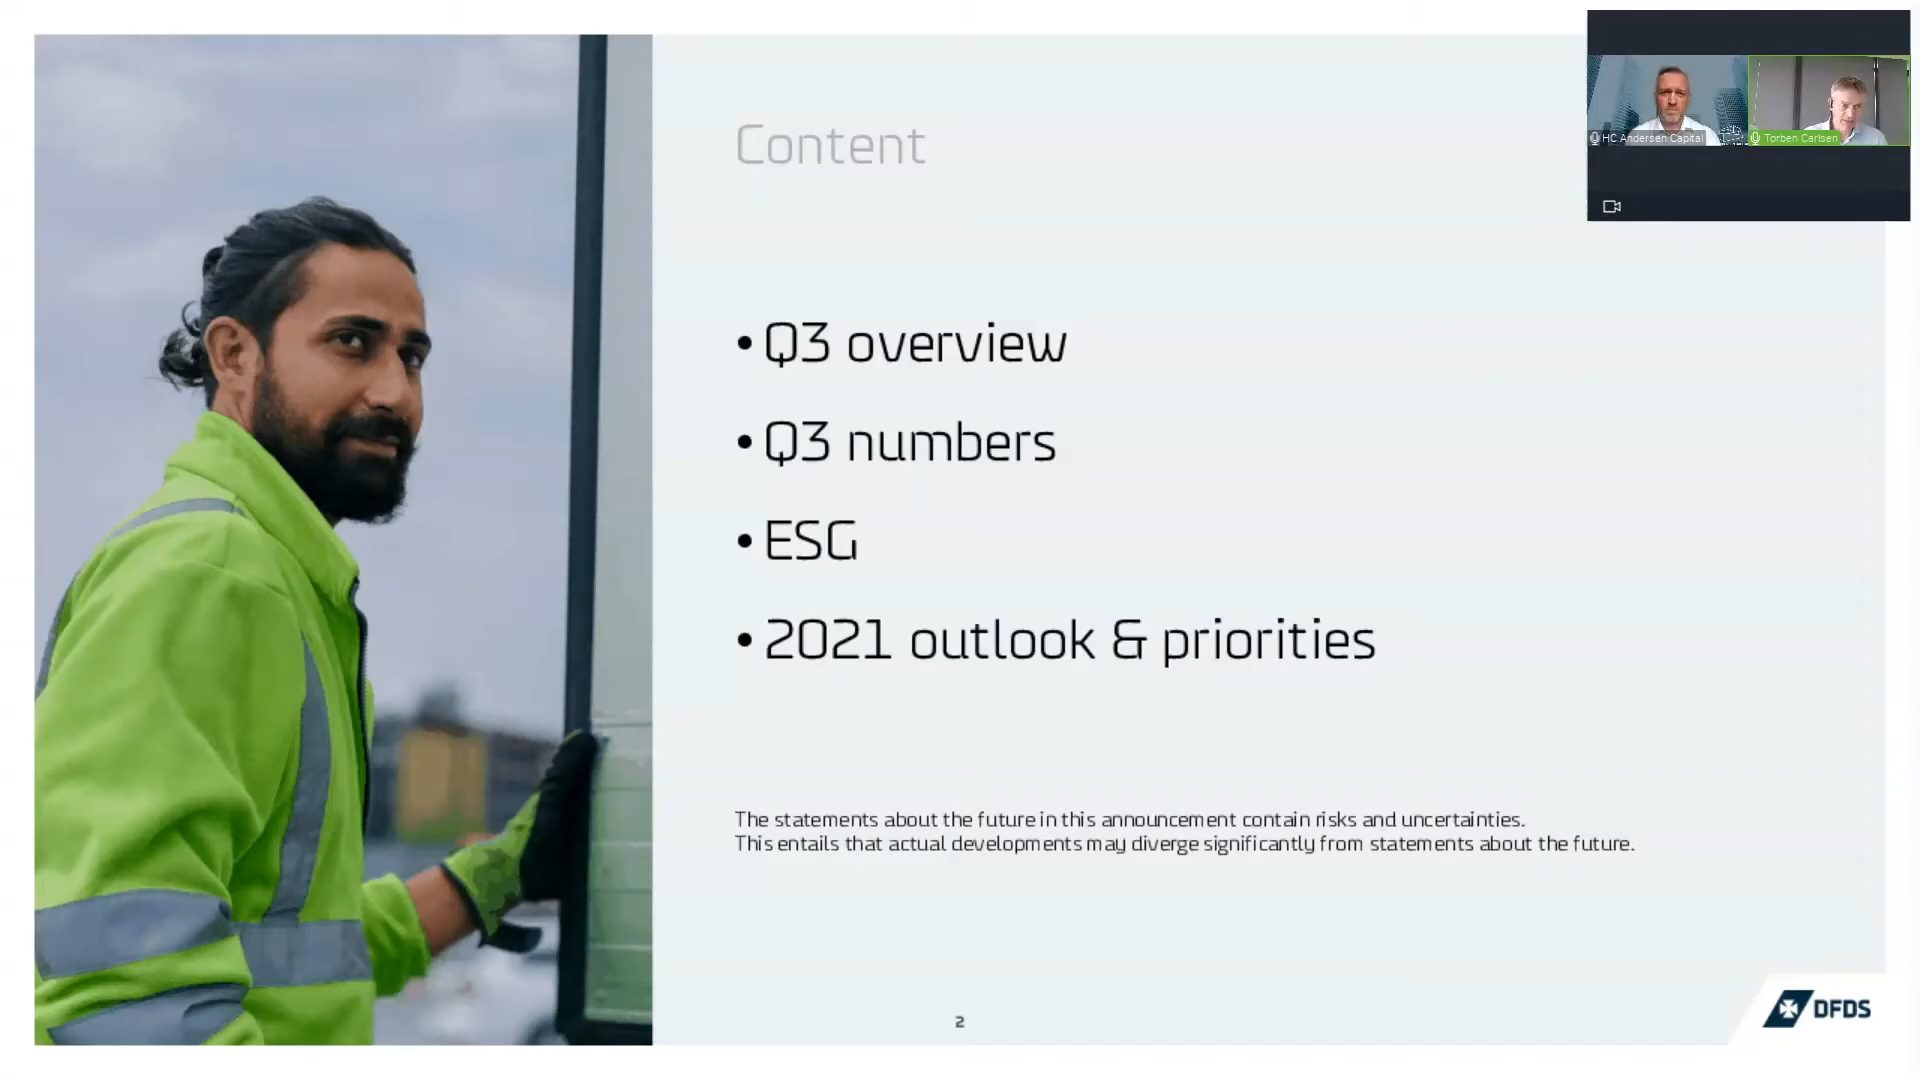 Content
HC Andersen Capital
Torben Carlsen
• Q3 overview
• Q3 numbers
• ESG
• 2021 outlook & priorities
The statements about the future in this announcement contain risks and uncertainties.
This entails that actual developments may diverge significantly from statements about the future.
2
DFDS